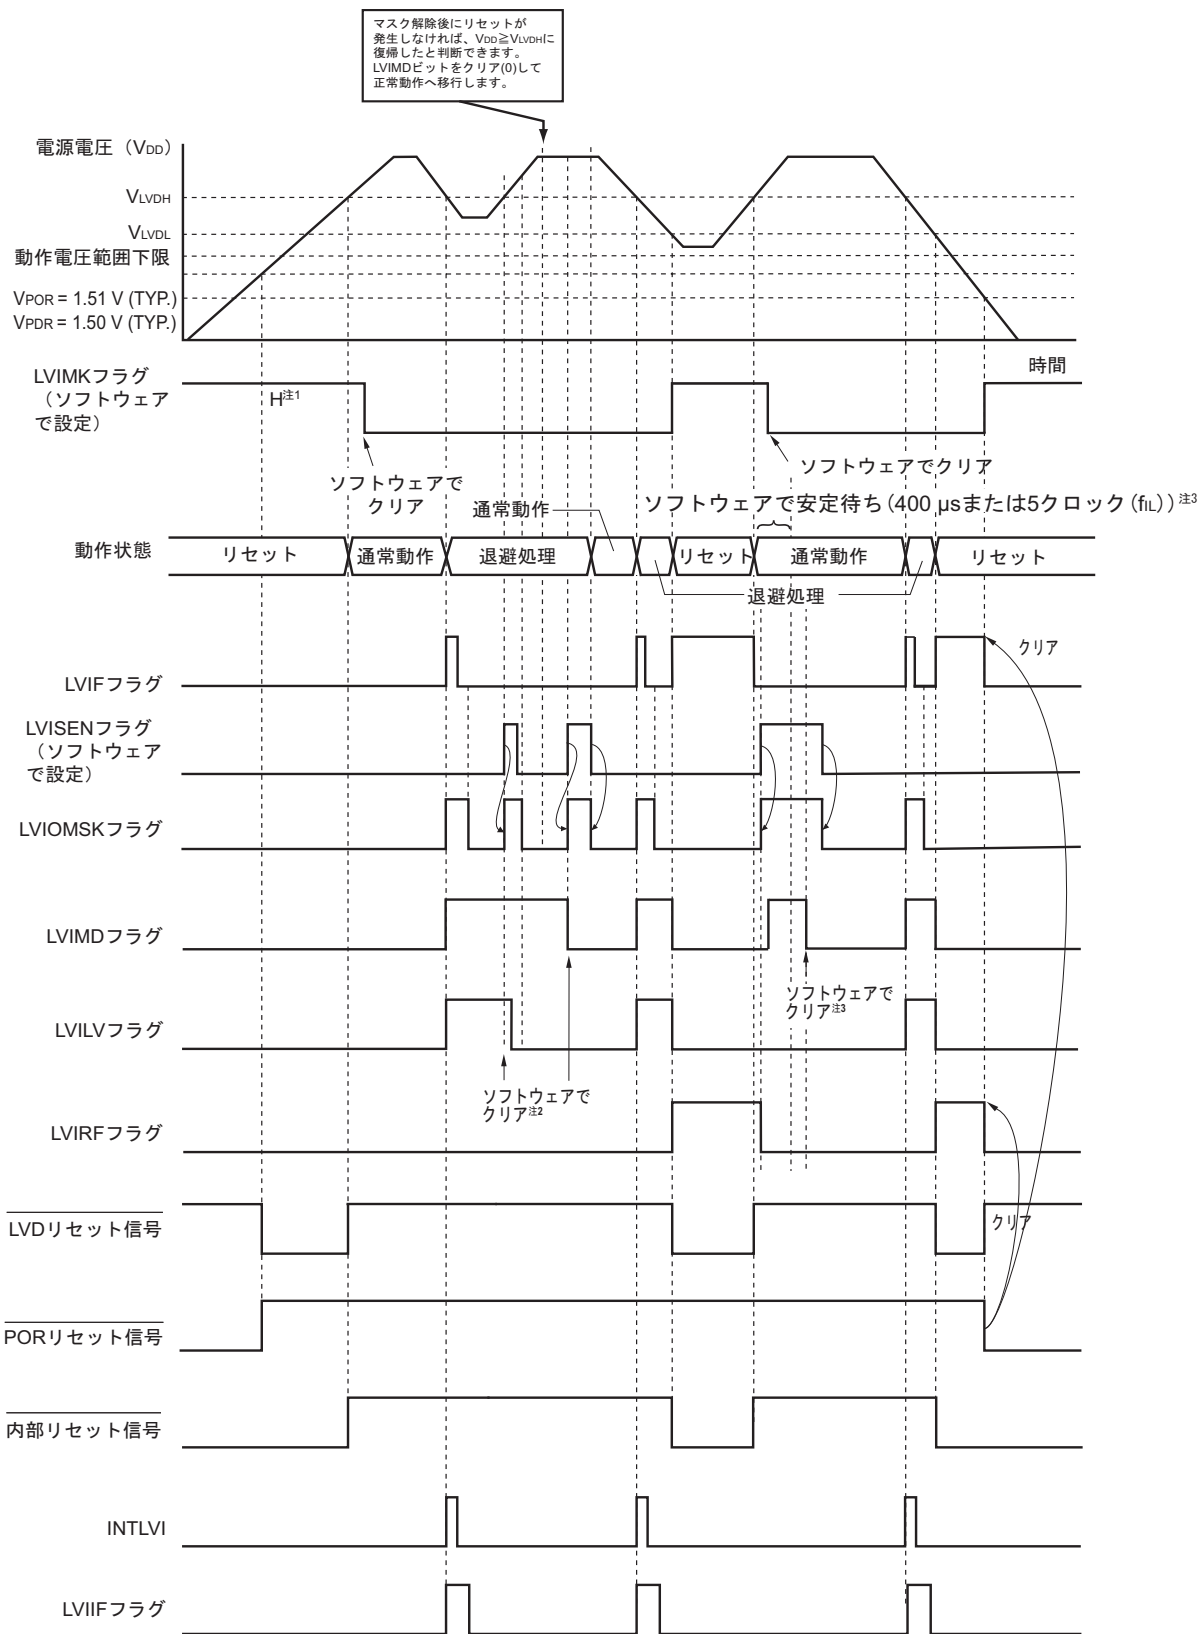 マスク解除後にリセットが
発生しなければ、VDD≧VLVDHに
復帰したと判断できます。
LVIMDビットをクリア(0)して
正常動作へ移行します。
電源電圧（VDD）
VLVDH
VLVDL
動作電圧範囲下限
VPOR = 1.51 V (TYP.)
VPDR = 1.50 V (TYP.)
時間
LVIMKフラグ
（ソフトウェア
で設定）
H注1
ソフトウェアで
クリア
ソフトウェアでクリア
通常動作
ソフトウェアで安定待ち（400 μsまたは5クロック（fIL））注3
動作状態
リセット
通常動作
退避処理
リセット
通常動作
リセット
退避処理
LVIFフラグ
クリア
LVISENフラグ
（ソフトウェア
で設定）
LVIOMSKフラグ
LVIMDフラグ
ソフトウェアで
クリア注3
LVILVフラグ
ソフトウェアで
クリア注2
LVIRFフラグ
LVDリセット信号
クリア
PORリセット信号
内部リセット信号
INTLVI
LVIIFフラグ